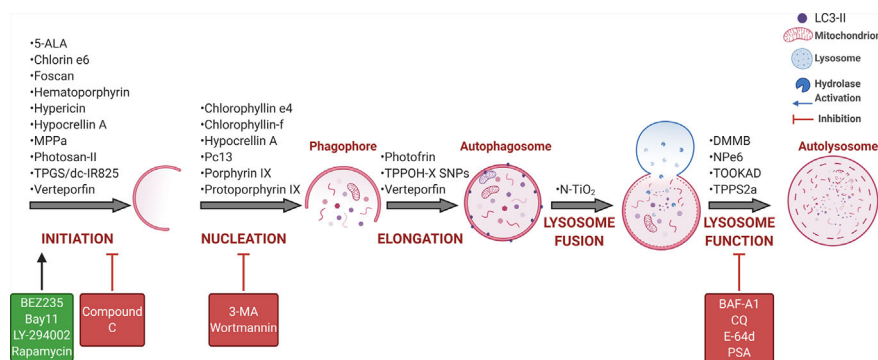 LC3-II
Mitochondrion
Lysosome
Hydrolase
Activation
Inhibition
•5-ALA
•Chlorin e6
•Foscan
•Hematoporphyrin
•Hypericin
•Hypocrellin A
•MPPa
•Photosan-II
•TPGS/dc-IR825
•Verteporfin
INITIATION
BEZ235
Bay11
LY-294002
Rapamycin
Compound
C
•Chlorophyllin e4
•Chlorophyllin-f
•Hypocrellin A
•Pc13
•Porphyrin IX
•Protoporphyrin IX
NUCLEATION
3-MA
Wortmannin
Phagophore
•Photofrin
•TPPOH-X SNPs
•Verteporfin
ELONGATION
Autophagosome
•N-TiO₂
LYSOSOME
FUSION
•DMMB
•NPe6
•TOOKAD
•TPPS2a
LYSOSOME
FUNCTION
BAF-A1
CQ
E-64d
PSA
Autolysosome